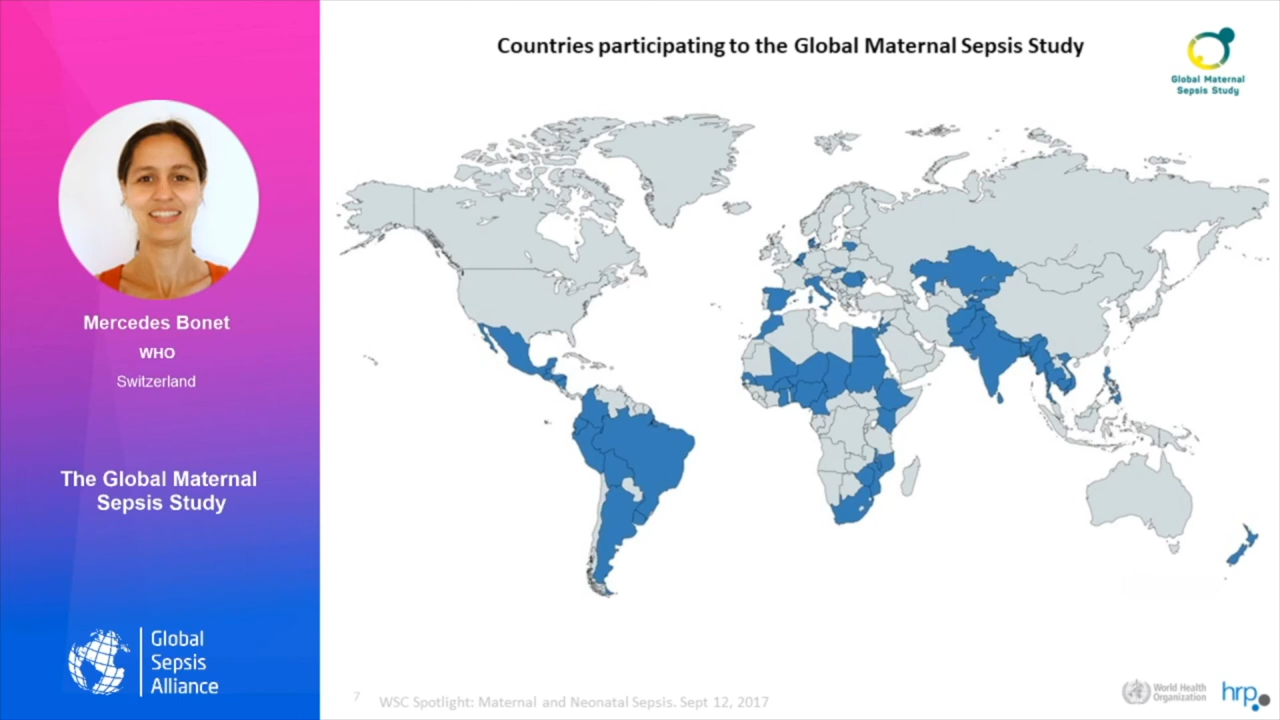 Countries participating to the Global Maternal Sepsis Study
Global Maternal
Sepsis Study
Mercedes Bonet
WHO
Switzerland
The Global Maternal
Sepsis Study
Global
Sepsis
Alliance
7
WSC Spotlight: Maternal and Neonatal Sepsis. Sept 12, 2017
World Health
Organization
hrp